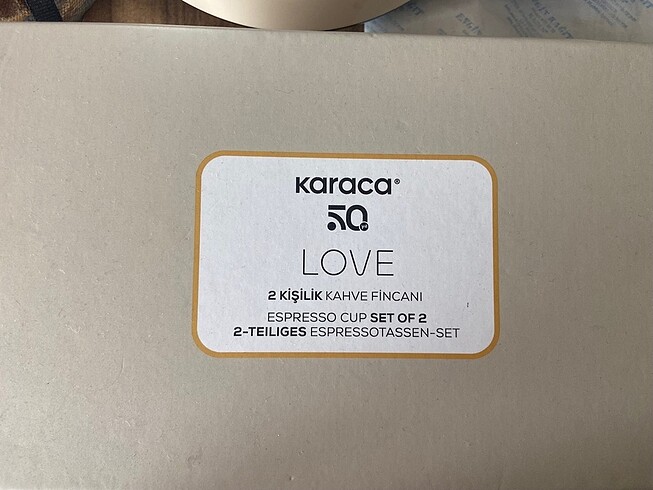 Karaca®
50
LOVE
2 KİŞİLİK KAHVE FİNCANI
ESPRESSO CUP SET OF 2
2-TEILIGES ESPRESSOTASSEN-SET